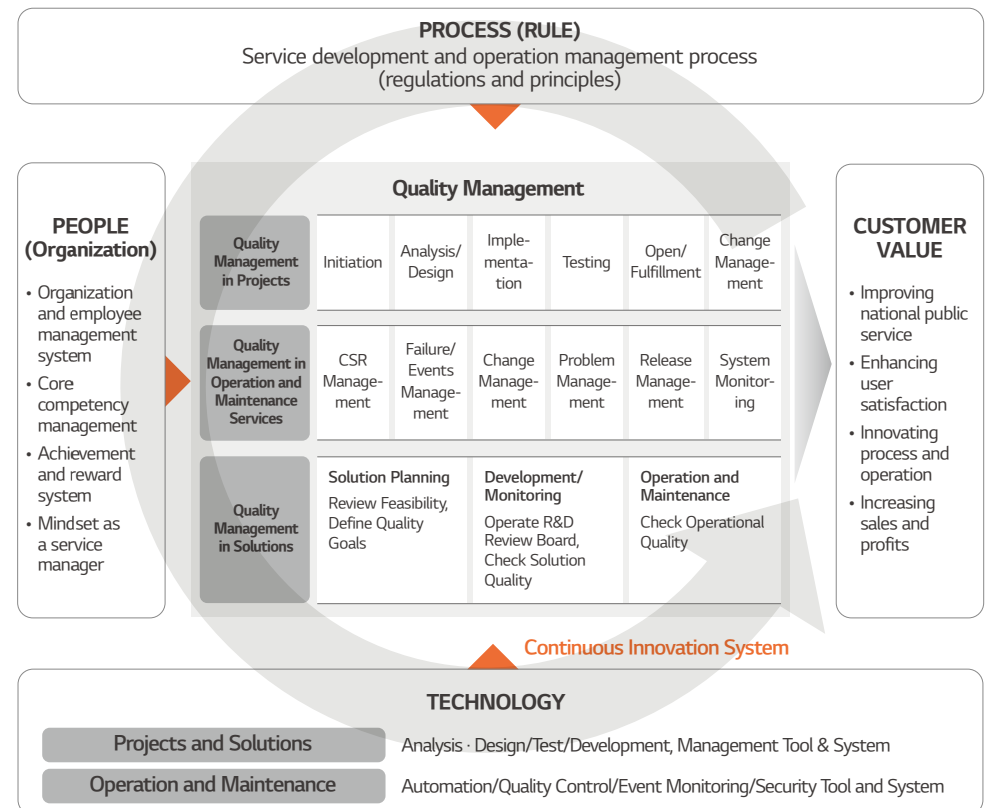 PROCESS (RULE)
Service development and operation management process
(regulations and principles)
PEOPLE
(Organization)
• Organization
and employee
management
system
• Core
competency
management
• Achievement
and reward
system
• Mindset as
a service
manager
Quality Management
Quality
Management
in Projects
Initiation
Analysis/
Design
Imple-
menta-
tion
Testing
Open/
Fulfillment
Change
Manage-
ment
Quality
Management in
Operation and
Maintenance
Services
CSR
Manage-
ment
Failure/
Events
Manage-
ment
Change
Manage-
ment
Problem
Manage-
ment
Release
Manage-
ment
System
Monitor-
ing
Quality
Management
in Solutions
Solution Planning
Review Feasibility,
Define Quality
Goals
Development/
Monitoring
Operate R&D
Review Board,
Check Solution
Quality
Operation and
Maintenance
Check Operational
Quality
CUSTOMER
VALUE
• Improving
national public
service
• Enhancing
user
satisfaction
• Innovating
process and
operation
• Increasing
sales and
profits
Continuous Innovation System
TECHNOLOGY
Projects and Solutions
Analysis · Design/Test/Development, Management Tool & System
Operation and Maintenance
Automation/Quality Control/Event Monitoring/Security Tool and System